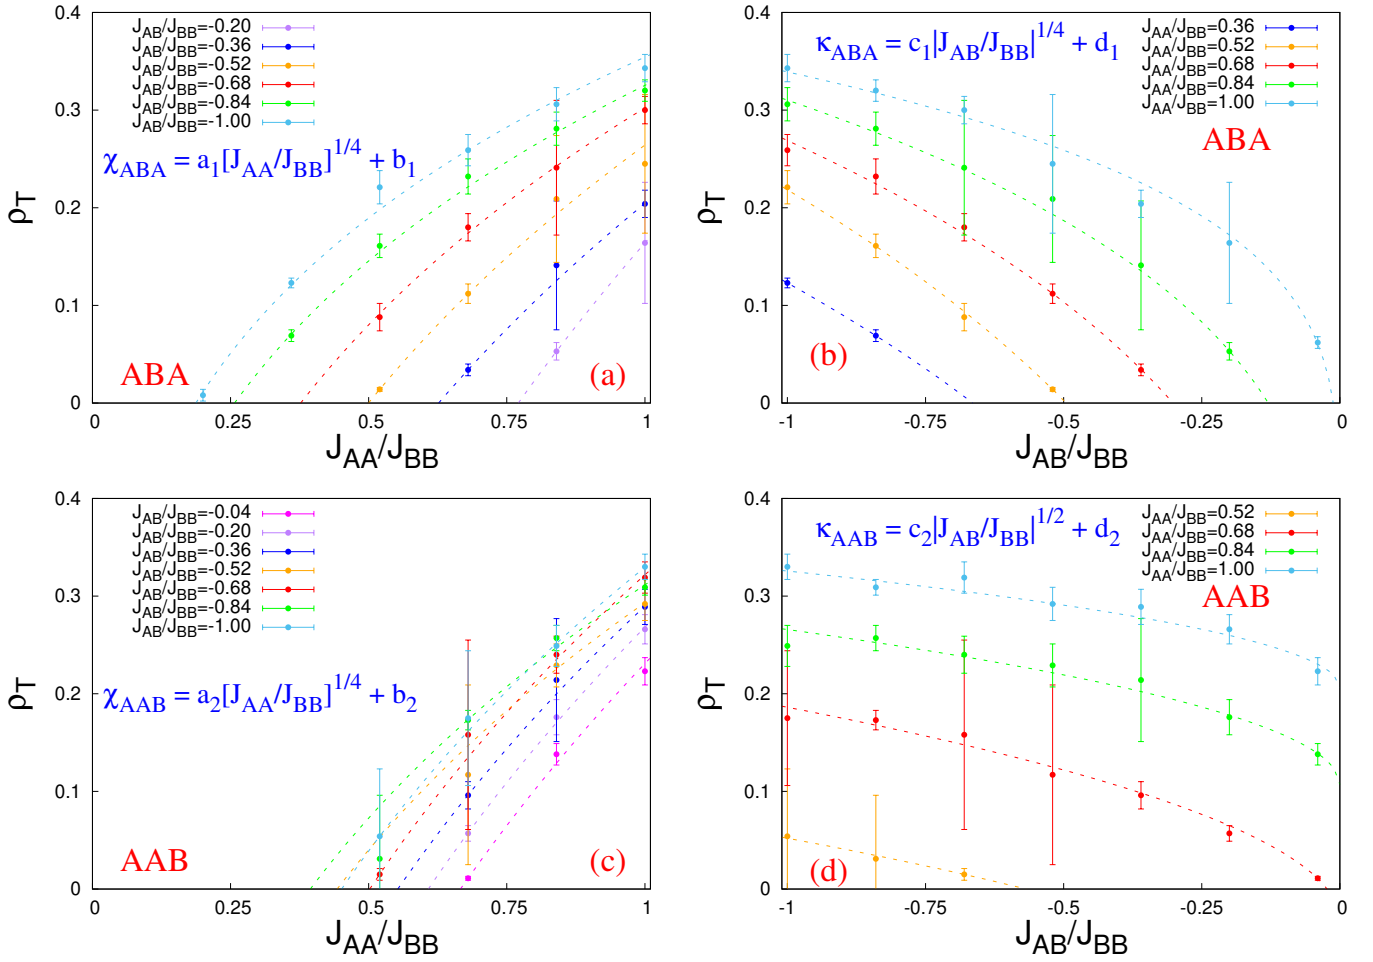 0.4
0.3
0.2
0.1
0
ρT
J_AB/J_BB=-0.20
J_AB/J_BB=-0.36
J_AB/J_BB=-0.52
J_AB/J_BB=-0.68
J_AB/J_BB=-0.84
J_AB/J_BB=-1.00
χ_ABA = a_1[J_AA/J_BB]^1/4 + b_1
ABA
(a)
0 0.25 0.5 0.75 1
J_AA/J_BB
0.4
0.3
0.2
0.1
0
ρT
κ_ABA = c_1|J_AB/J_BB|^1/4 + d_1
J_AA/J_BB=0.36
J_AA/J_BB=0.52
J_AA/J_BB=0.68
J_AA/J_BB=0.84
J_AA/J_BB=1.00
ABA
(b)
-1 -0.75 -0.5 -0.25 0
J_AB/J_BB
0.4
0.3
0.2
0.1
0
ρT
J_AB/J_BB=-0.04
J_AB/J_BB=-0.20
J_AB/J_BB=-0.36
J_AB/J_BB=-0.52
J_AB/J_BB=-0.68
J_AB/J_BB=-0.84
J_AB/J_BB=-1.00
χ_AAB = a_2[J_AA/J_BB]^1/4 + b_2
AAB
(c)
0 0.25 0.5 0.75 1
J_AA/J_BB
0.4
0.3
0.2
0.1
0
ρT
κ_AAB = c_2|J_AB/J_BB|^1/2 + d_2
J_AA/J_BB=0.52
J_AA/J_BB=0.68
J_AA/J_BB=0.84
J_AA/J_BB=1.00
AAB
(d)
-1 -0.75 -0.5 -0.25 0
J_AB/J_BB